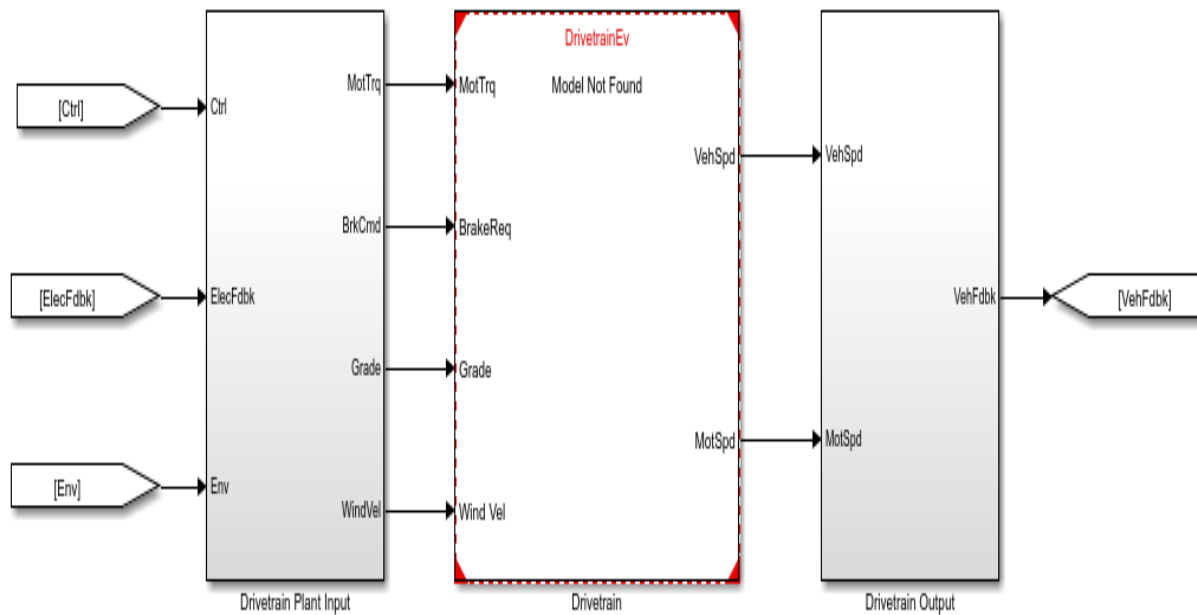 DrivetrainEv
Model Not Found
[Ctrl]
Ctrl
MotTrq
MotTrq
VehSpd
VehSpd
BrkCmd
BrakeReq
[ElecFdbk]
ElecFdbk
VehFdbk
[VehFdbk]
Grade
Grade
MotSpd
MotSpd
[Env]
Env
WindVel
Wind Vel
Drivetrain Plant Input
Drivetrain
Drivetrain Output